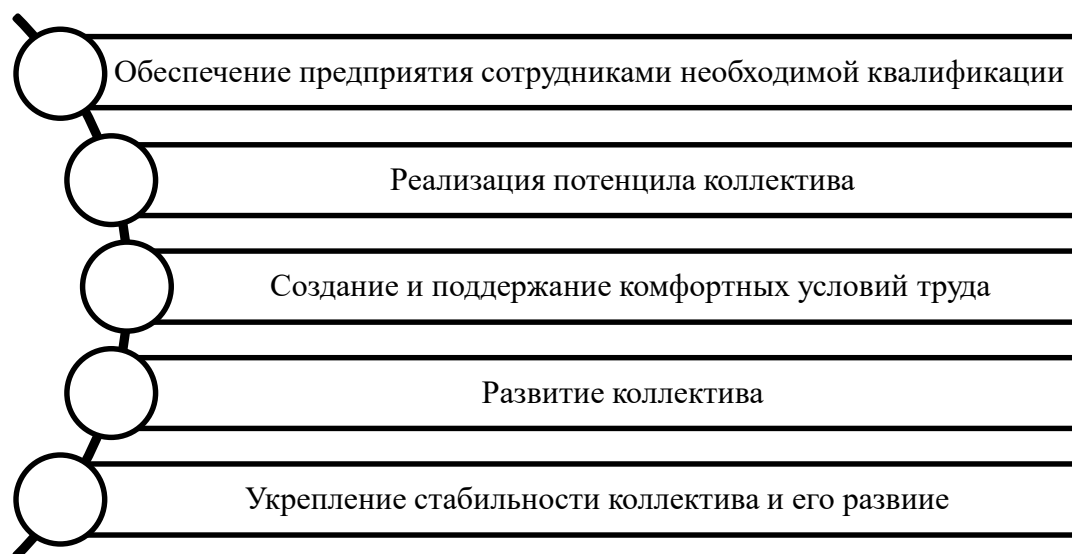 Обеспечение предприятия сотрудниками необходимой квалификации
Реализация потенцила коллектива
Создание и поддержание комфортных условий труда
Развитие коллектива
Укрепление стабильности коллектива и его развиие